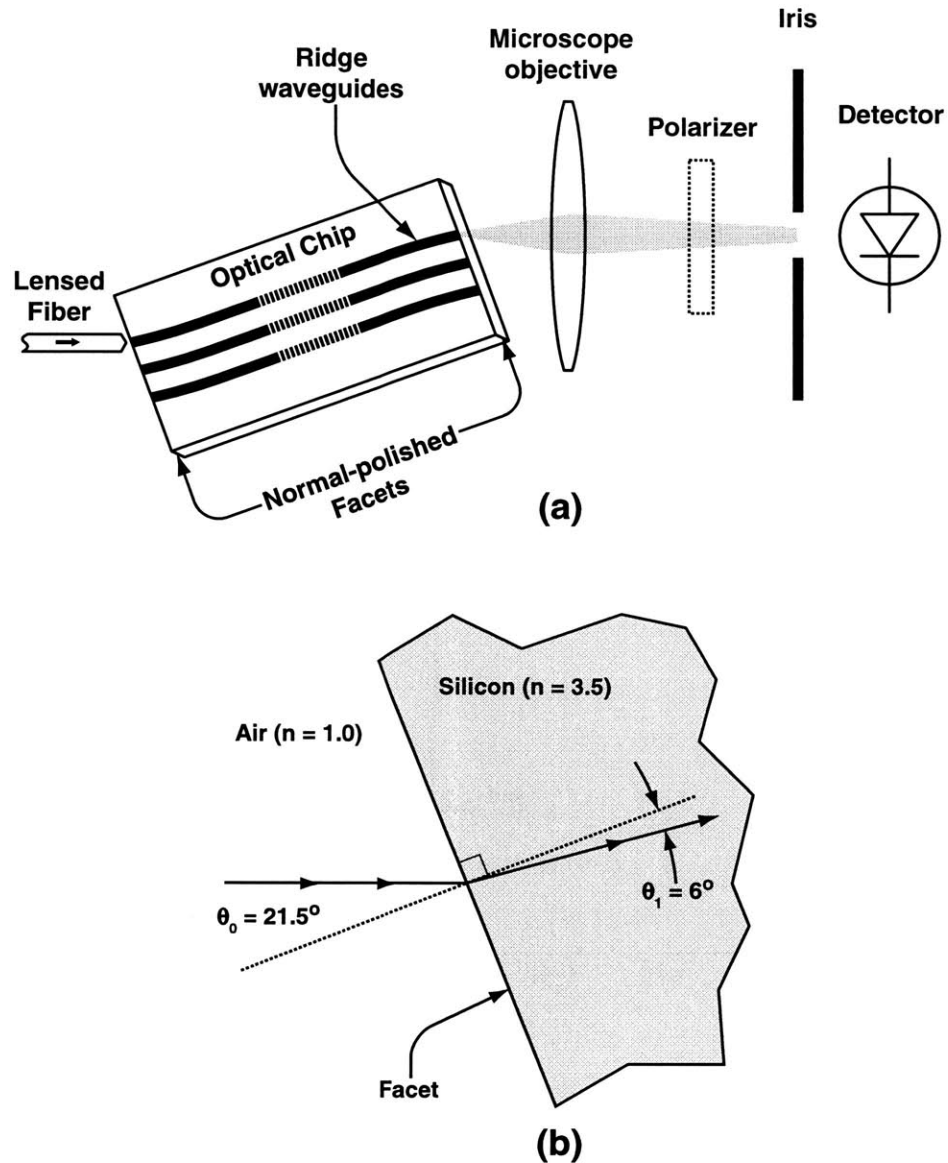 Iris
Microscope
objective
Ridge
waveguides
Polarizer
Detector
Optical Chip
Lensed
Fiber
Normal-polished
Facets
(a)
Silicon (n = 3.5)
Air (n = 1.0)
θ₀ = 21.5°
θ₁ = 6°
Facet
(b)